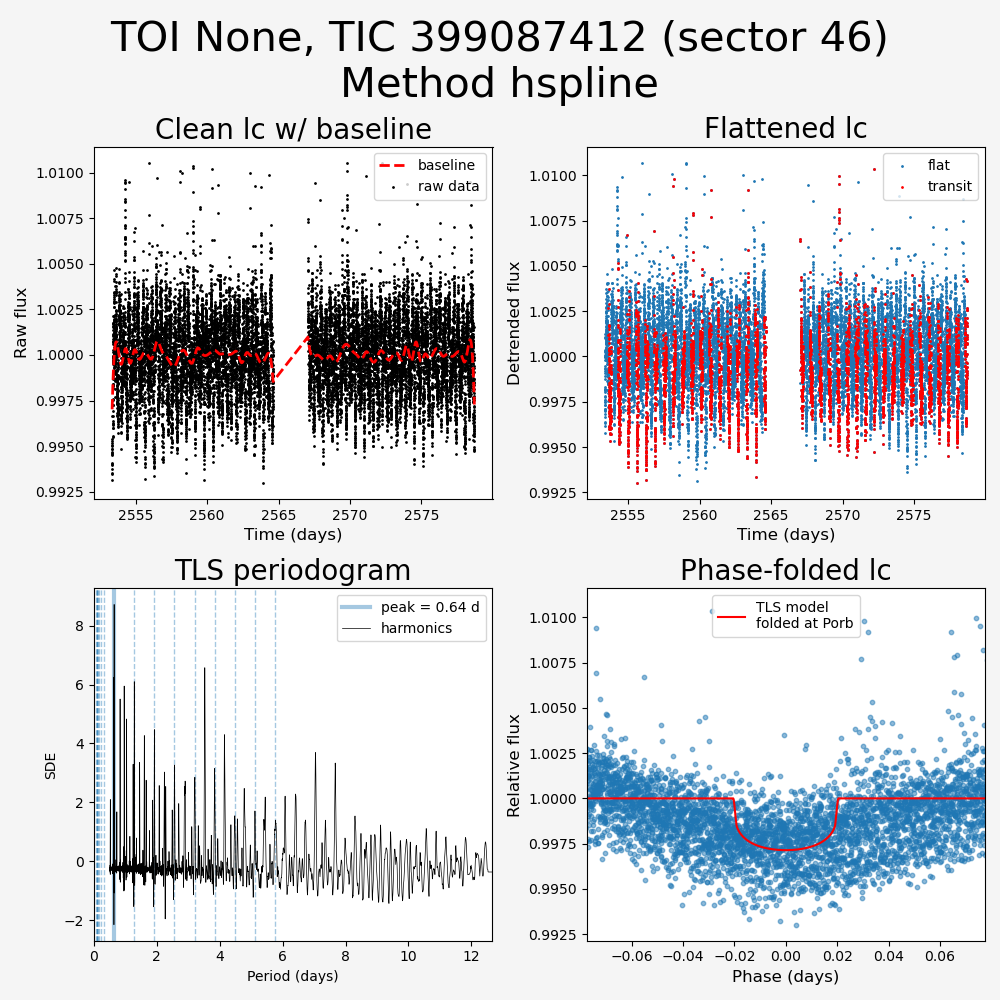 TOI None, TIC 399087412 (sector 46)
Method hspline
Clean lc w/ baseline
Raw flux
1.0100
1.0075
1.0050
1.0025
1.0000
0.9975
0.9950
0.9925
baseline
raw data
2555
2560
2565
2570
2575
Time (days)
Flattened lc
Detrended flux
1.0100
1.0075
1.0050
1.0025
1.0000
0.9975
0.9950
0.9925
flat
transit
2555
2560
2565
2570
2575
Time (days)
TLS periodogram
SDE
8
6
4
2
0
−2
peak = 0.64 d
harmonics
0
2
4
6
8
10
12
Period (days)
Phase-folded lc
Relative flux
1.0100
1.0075
1.0050
1.0025
1.0000
0.9975
0.9950
0.9925
TLS model
folded at Porb
−0.06
−0.04
−0.02
0.00
0.02
0.04
0.06
Phase (days)